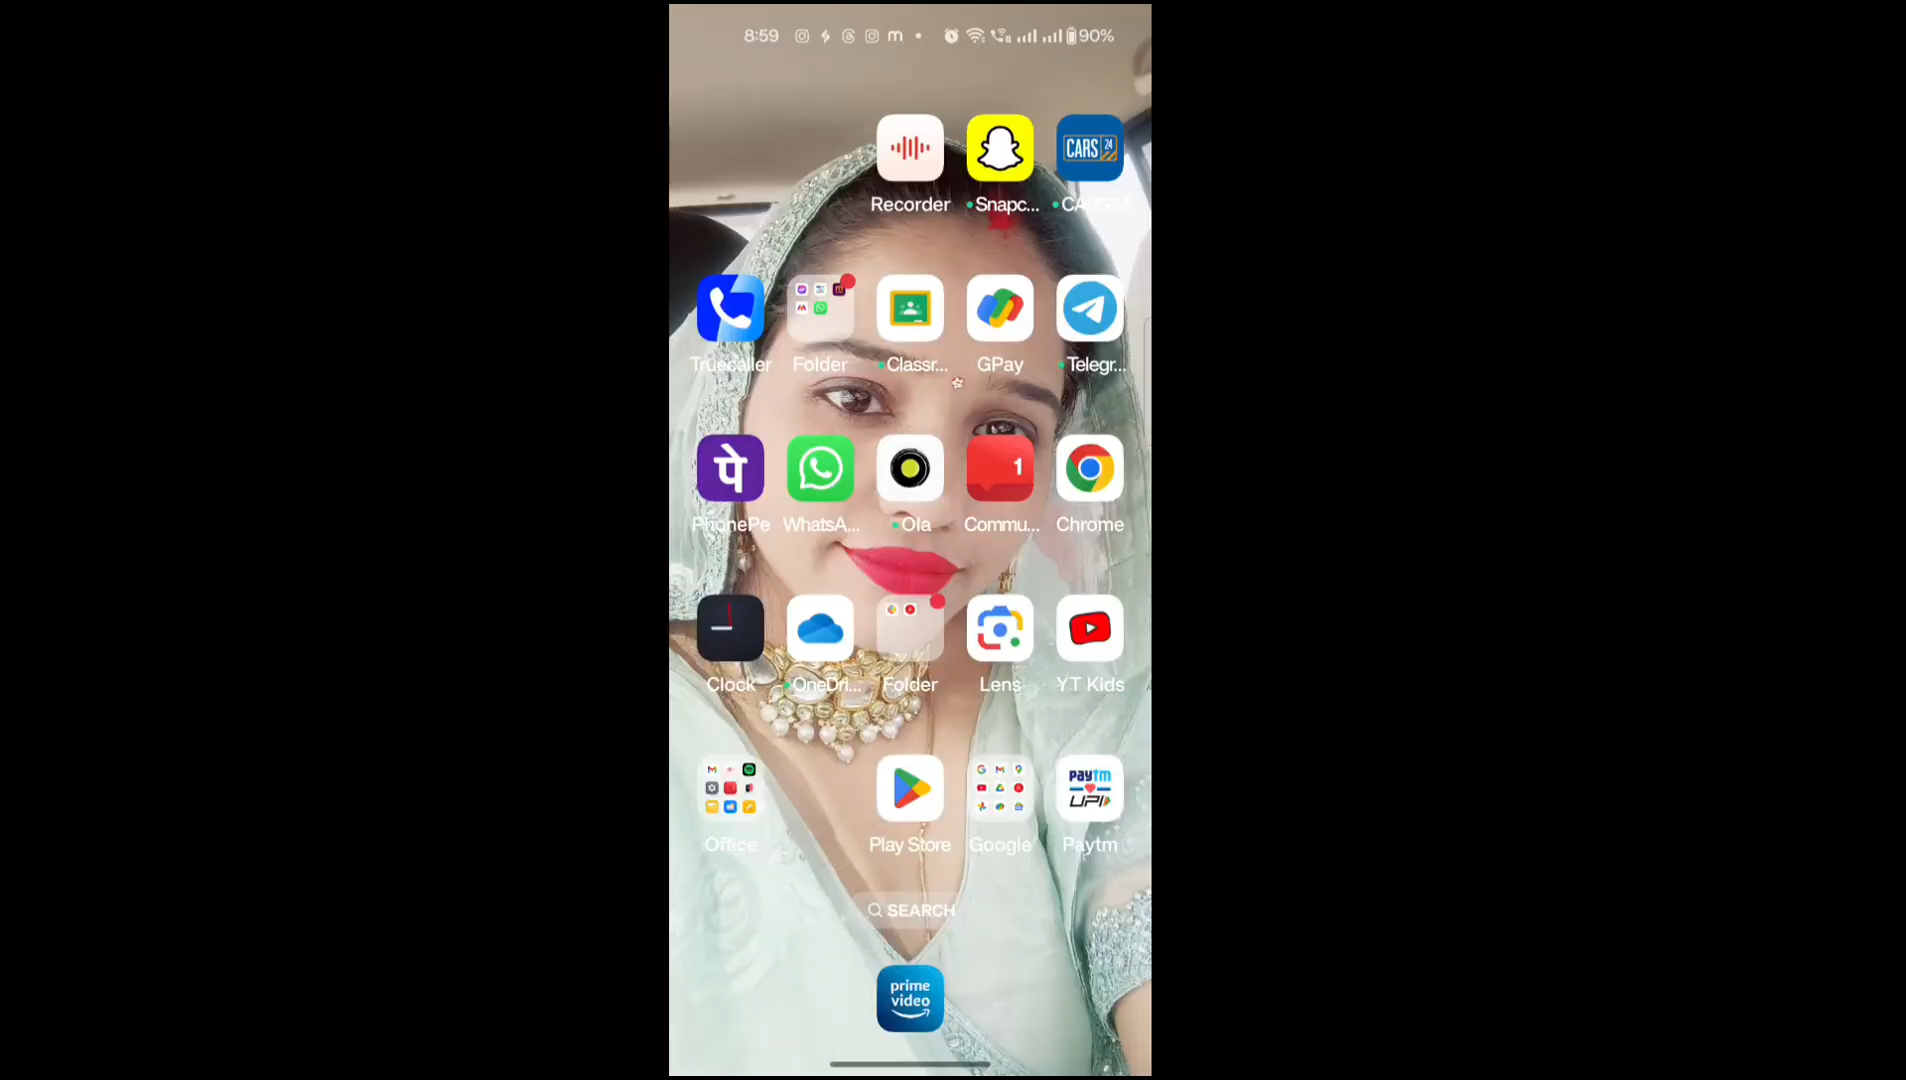 8:59 90%
CARS 24
Recorder Snapc... CARS24
Truecaller Folder Classr... GPay Telegr...
पे 1
PhonePe WhatsA... Ola Commu... Chrome
Clock OneDri... Folder Lens YT Kids
paytm
UPI
Office Play Store Google Paytm
SEARCH
prime
video